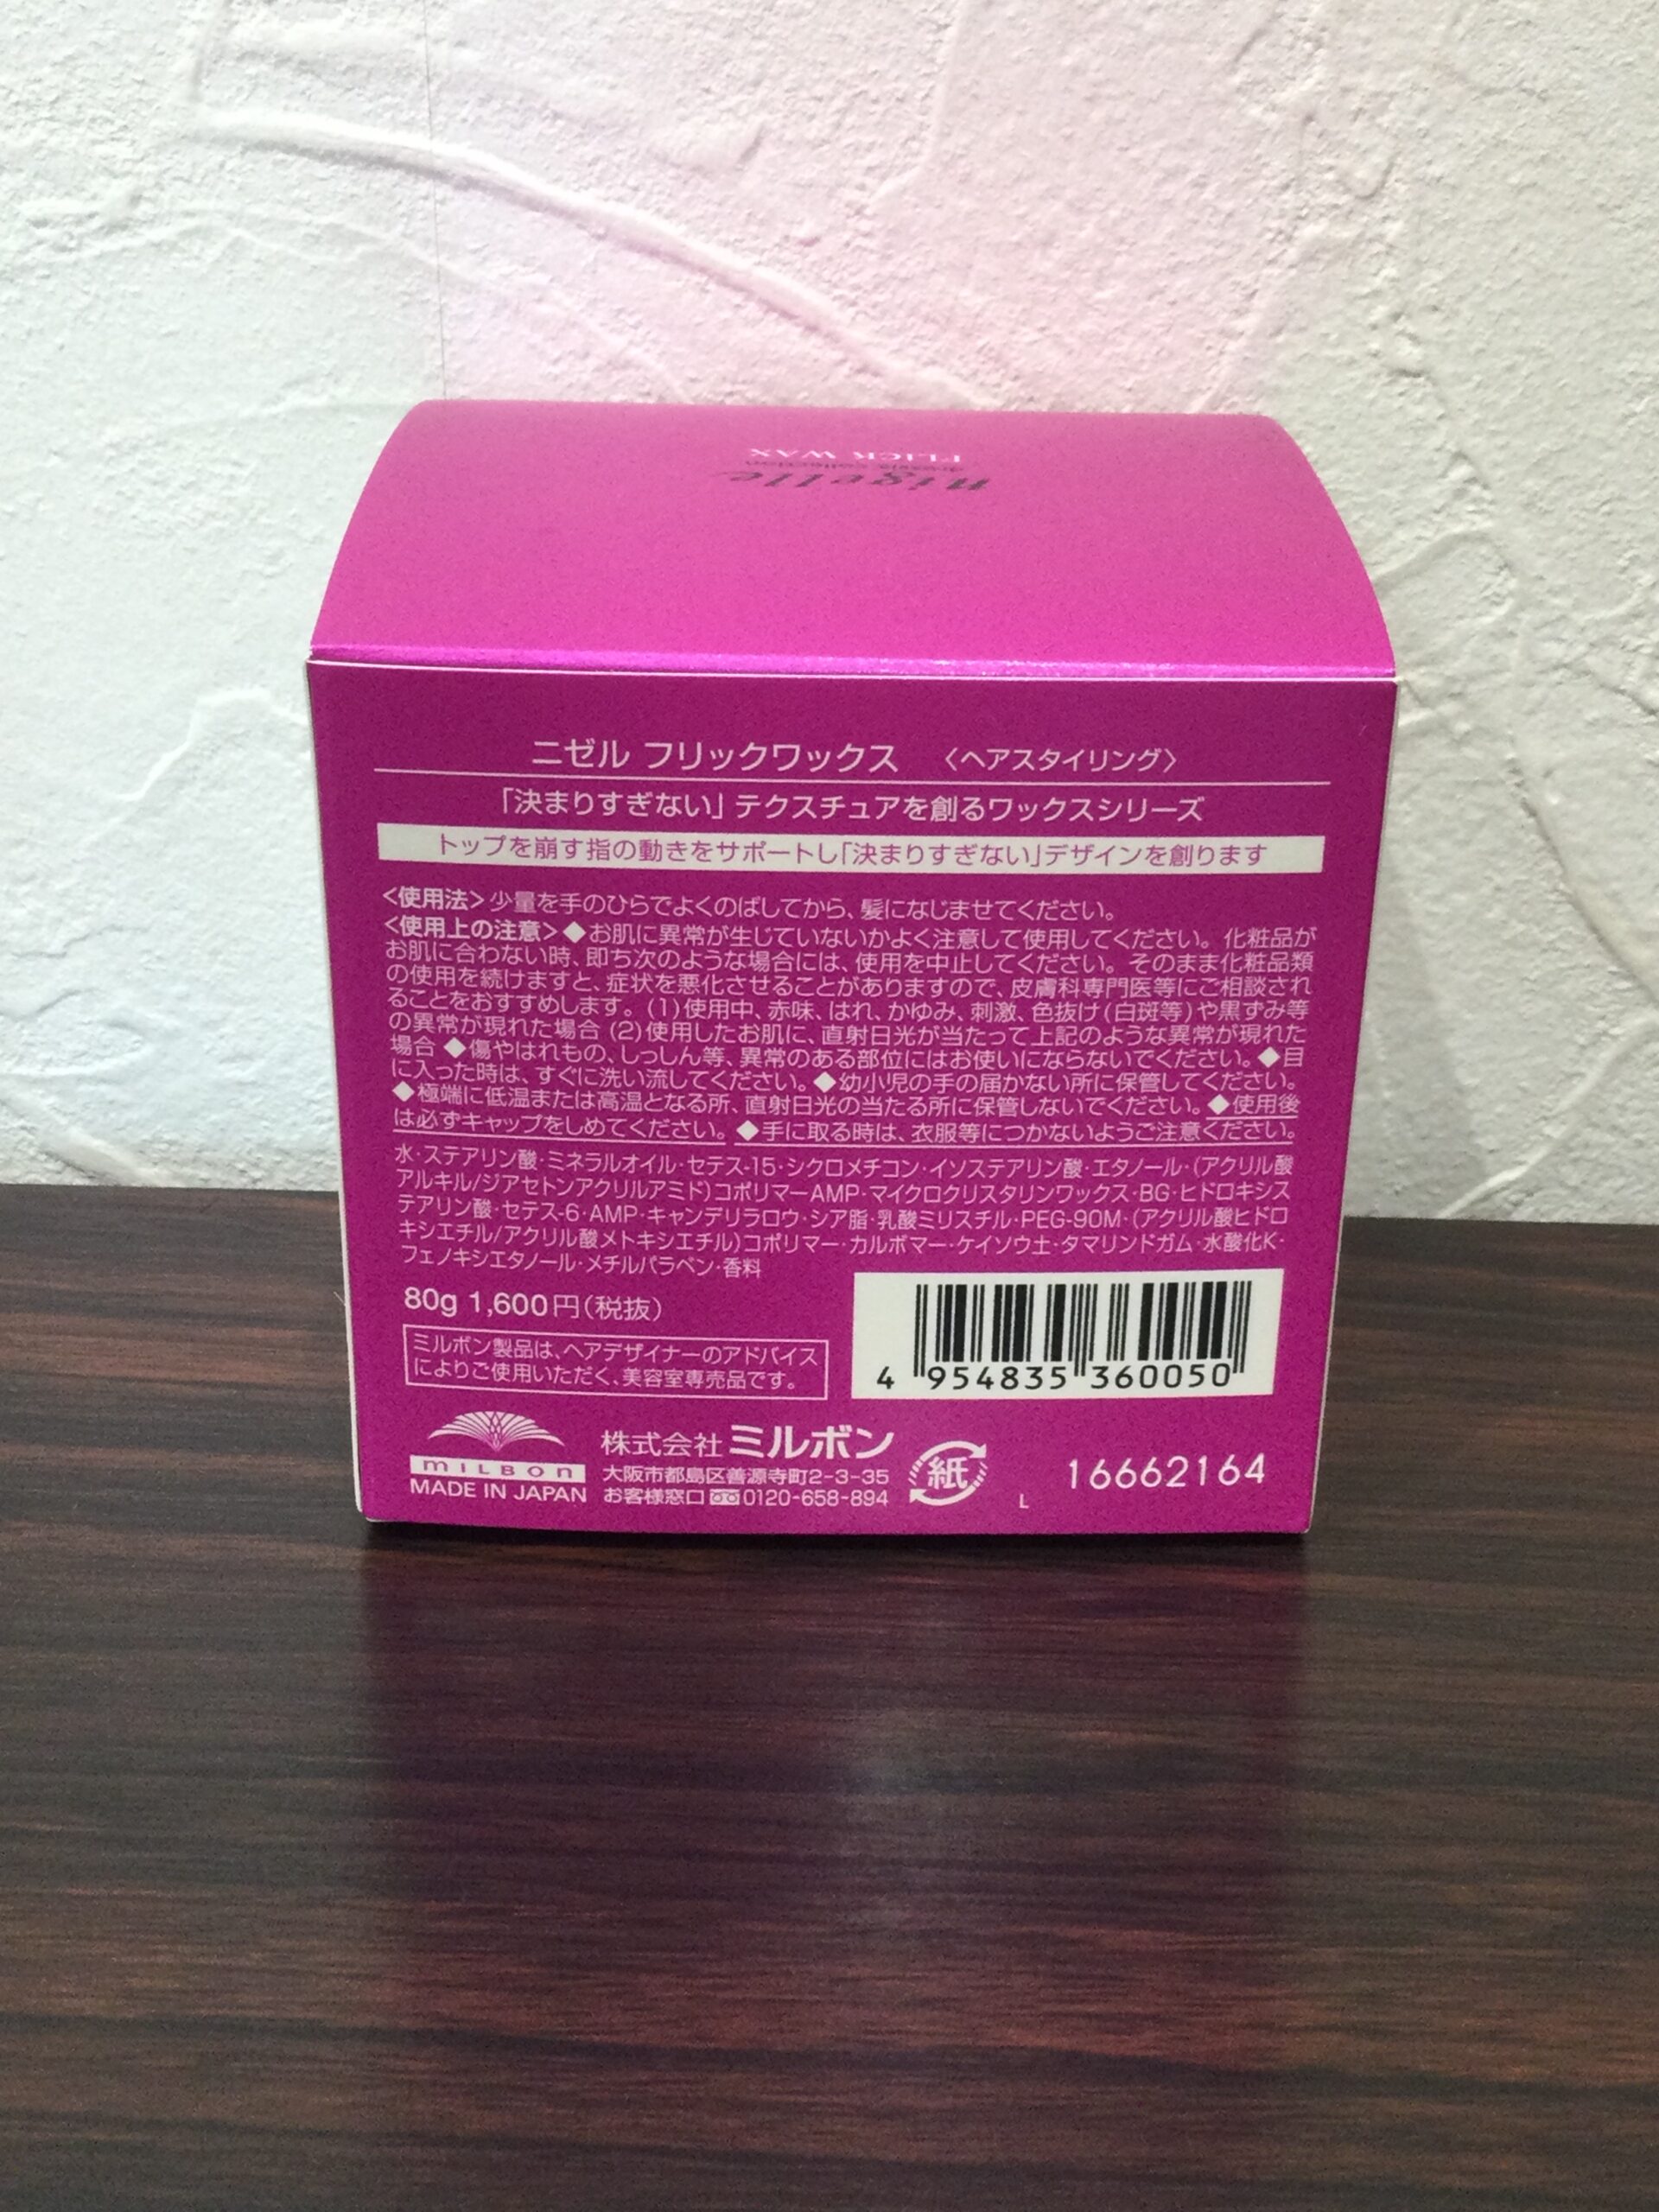 FLICK WAX
nigelle
ニゼル フリックワックス 〈ヘアスタイリング〉
「決まりすぎない」テクスチュアを創るワックスシリーズ
トップを崩す指の動きをサポートし「決まりすぎない」デザインを創ります
<使用法>少量を手のひらでよくのばしてから、髪になじませてください。
<使用上の注意>◆お肌に異常が生じていないかよく注意して使用してください。化粧品が
お肌に合わない時、即ち次のような場合には、使用を中止してください。そのまま化粧品類
の使用を続けますと、症状を悪化させることがありますので、皮膚科専門医等にご相談され
ることをおすすめします。(1)使用中、赤味、はれ、かゆみ、刺激、色抜け(白斑等)や黒ずみ等
の異常が現れた場合 (2)使用したお肌に、直射日光が当たって上記のような異常が現れた
場合 ◆傷やはれもの、しっしん等、異常のある部位にはお使いにならないでください。◆目
に入った時は、すぐに洗い流してください。◆幼小児の手の届かない所に保管してください。
◆極端に低温または高温となる所、直射日光の当たる所に保管しないでください。◆使用後
は必ずキャップをしめてください。◆手に取る時は、衣服等につかないようご注意ください。
水・ステアリン酸・ミネラルオイル・セテス-15・シクロメチコン・イソステアリン酸・エタノール・(アクリル酸
アルキル/ジアセトンアクリルアミド)コポリマーAMP・マイクロクリスタリンワックス・BG・ヒドロキシス
テアリン酸・セテス-6・AMP・キャンデリラロウ・シア脂・乳酸ミリスチル・PEG-90M・(アクリル酸ヒドロ
キシエチル/アクリル酸メトキシエチル)コポリマー・カルボマー・ケイソウ土・タマリンドガム・水酸化K・
フェノキシエタノール・メチルパラベン・香料
80g 1,600円(税抜)
ミルボン製品は、ヘアデザイナーのアドバイス
によりご使用いただく、美容室専売品です。
4 954835 360050
milbon
MADE IN JAPAN
株式会社ミルボン
大阪市都島区善源寺町2-3-35
お客様窓口 0120-658-894
紙
L
16662164